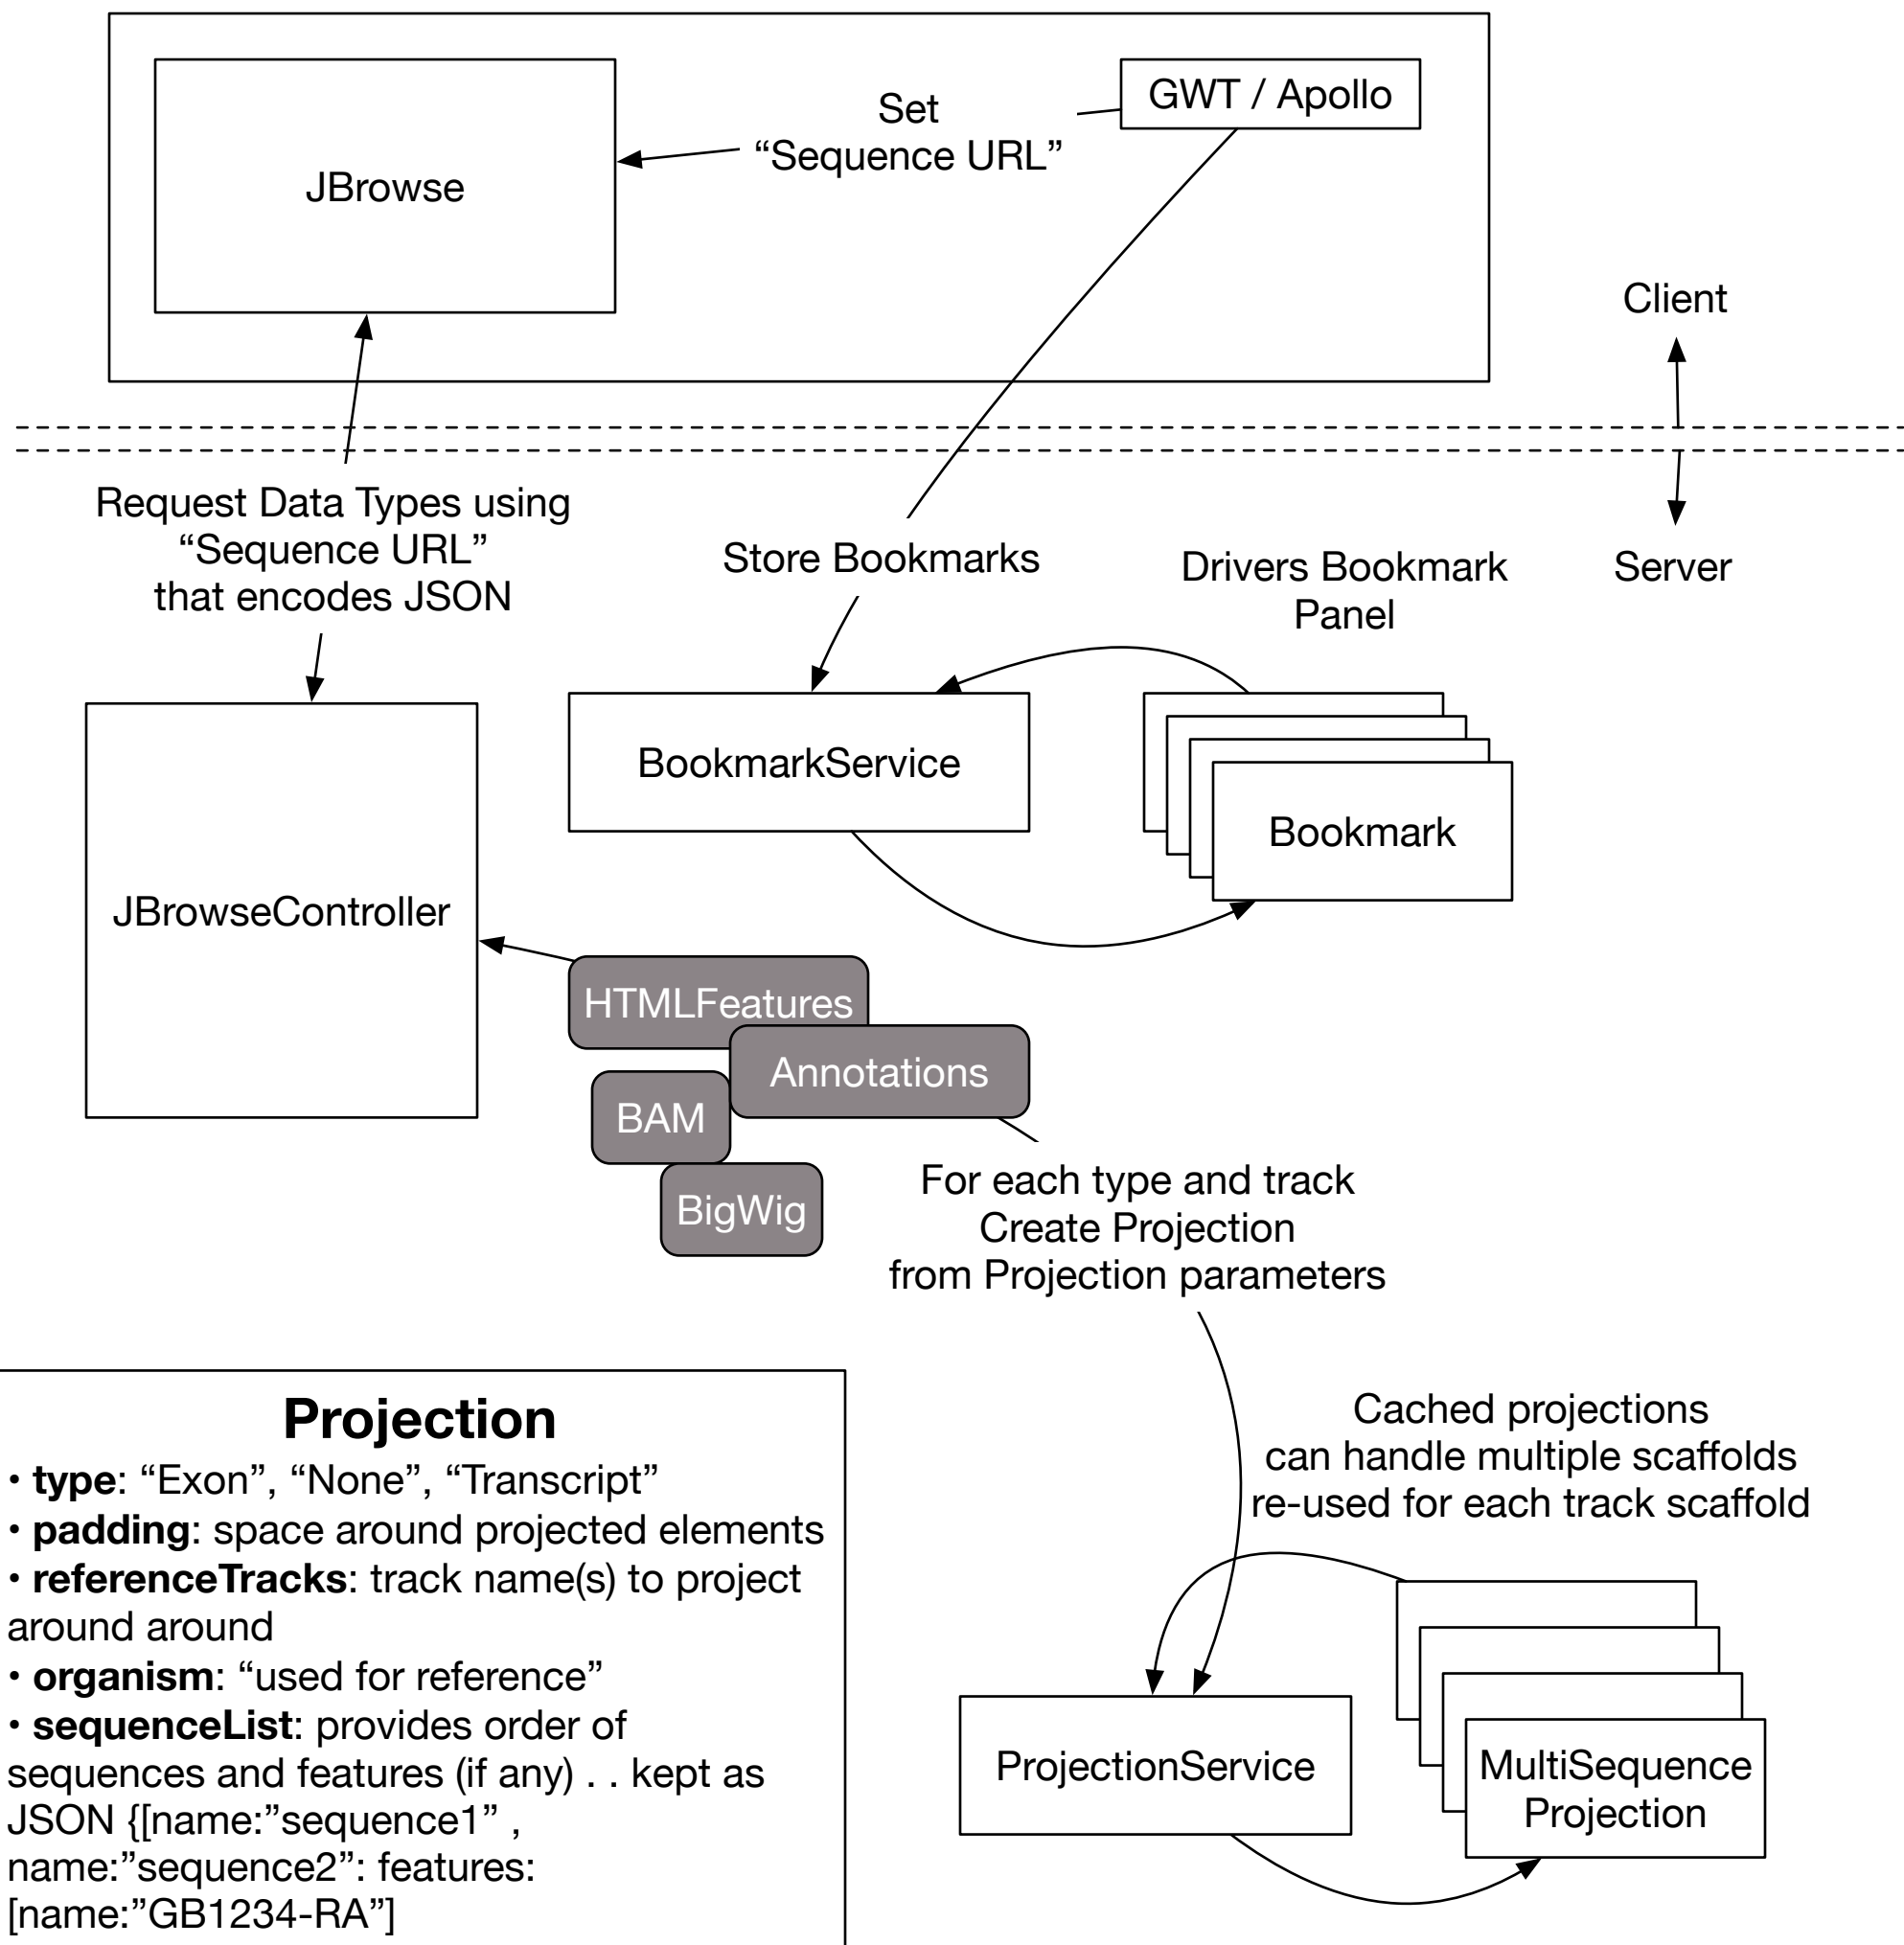 GWT / Apollo
Set
“Sequence URL”
JBrowse
Client
Request Data Types using
“Sequence URL”
that encodes JSON
Store Bookmarks
Drivers Bookmark
Panel
Server
BookmarkService
Bookmark
JBrowseController
HTMLFeatures
Annotations
BAM
BigWig
For each type and track
Create Projection
from Projection parameters
Projection
• type: “Exon”, “None”, “Transcript”
• padding: space around projected elements
• referenceTracks: track name(s) to project
around around
• organism: “used for reference”
• sequenceList: provides order of
sequences and features (if any) . . kept as
JSON {[name:”sequence1” ,
name:”sequence2”: features:
[name:”GB1234-RA”]
Cached projections
can handle multiple scaffolds
re-used for each track scaffold
ProjectionService
MultiSequence
Projection